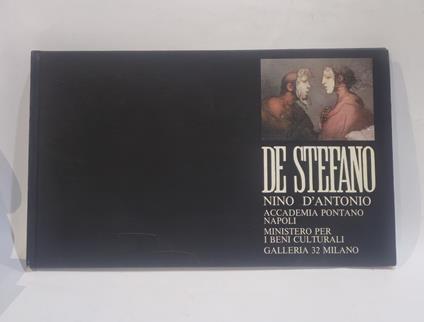 DE STEFANO
NINO D'ANTONIO
ACCADEMIA PONTANO
NAPOLI
MINISTERO PER
I BENI CULTURALI
GALLERIA 32 MILANO